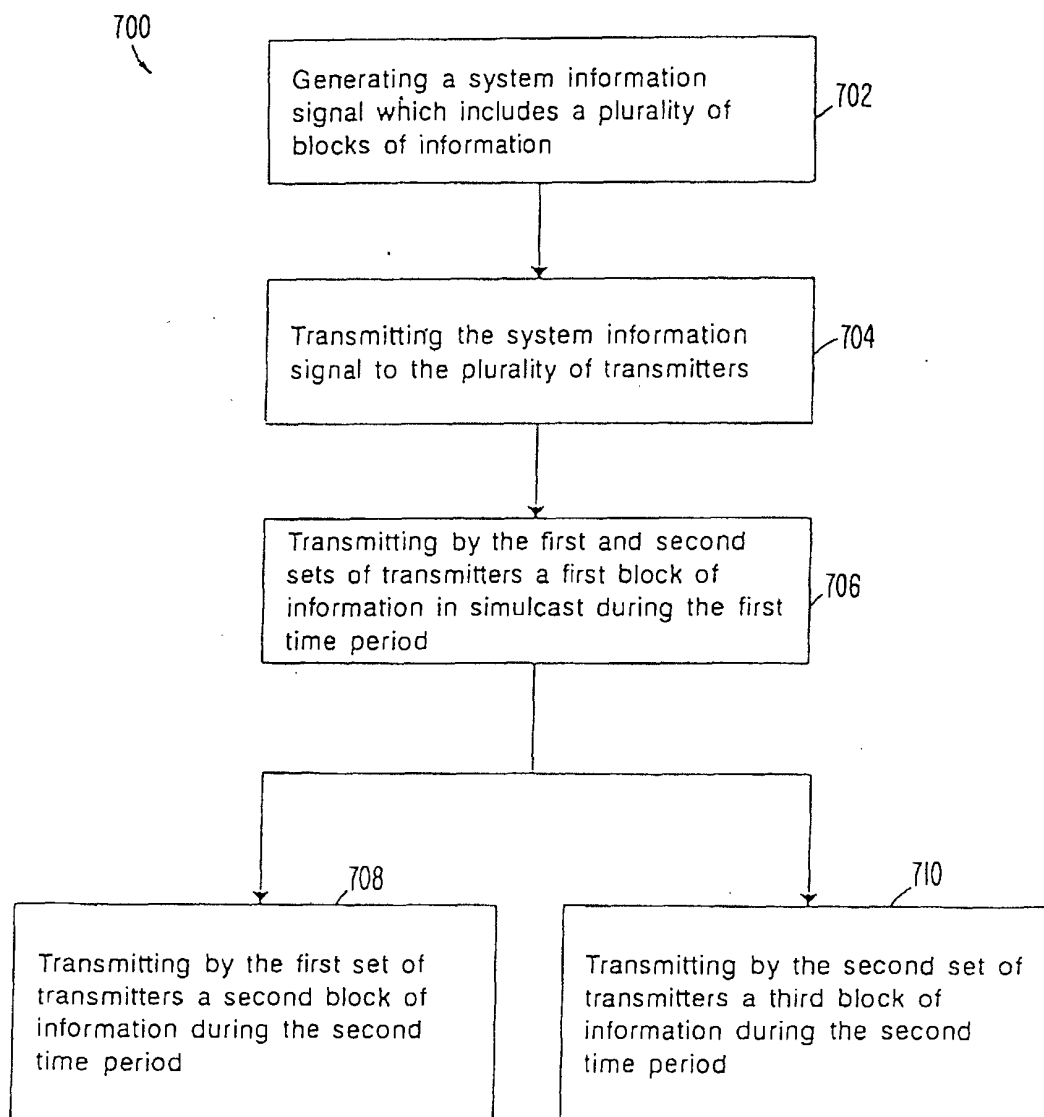 700
Generating a system information
signal which includes a plurality of
blocks of information
702
Transmitting the system information
signal to the plurality of transmitters
704
Transmitting by the first and second
sets of transmitters a first block of
information in simulcast during the first
time period
706
708
Transmitting by the first set of
transmitters a second block of
information during the second
time period
710
Transmitting by the second set of
transmitters a third block of
information during the second
time period